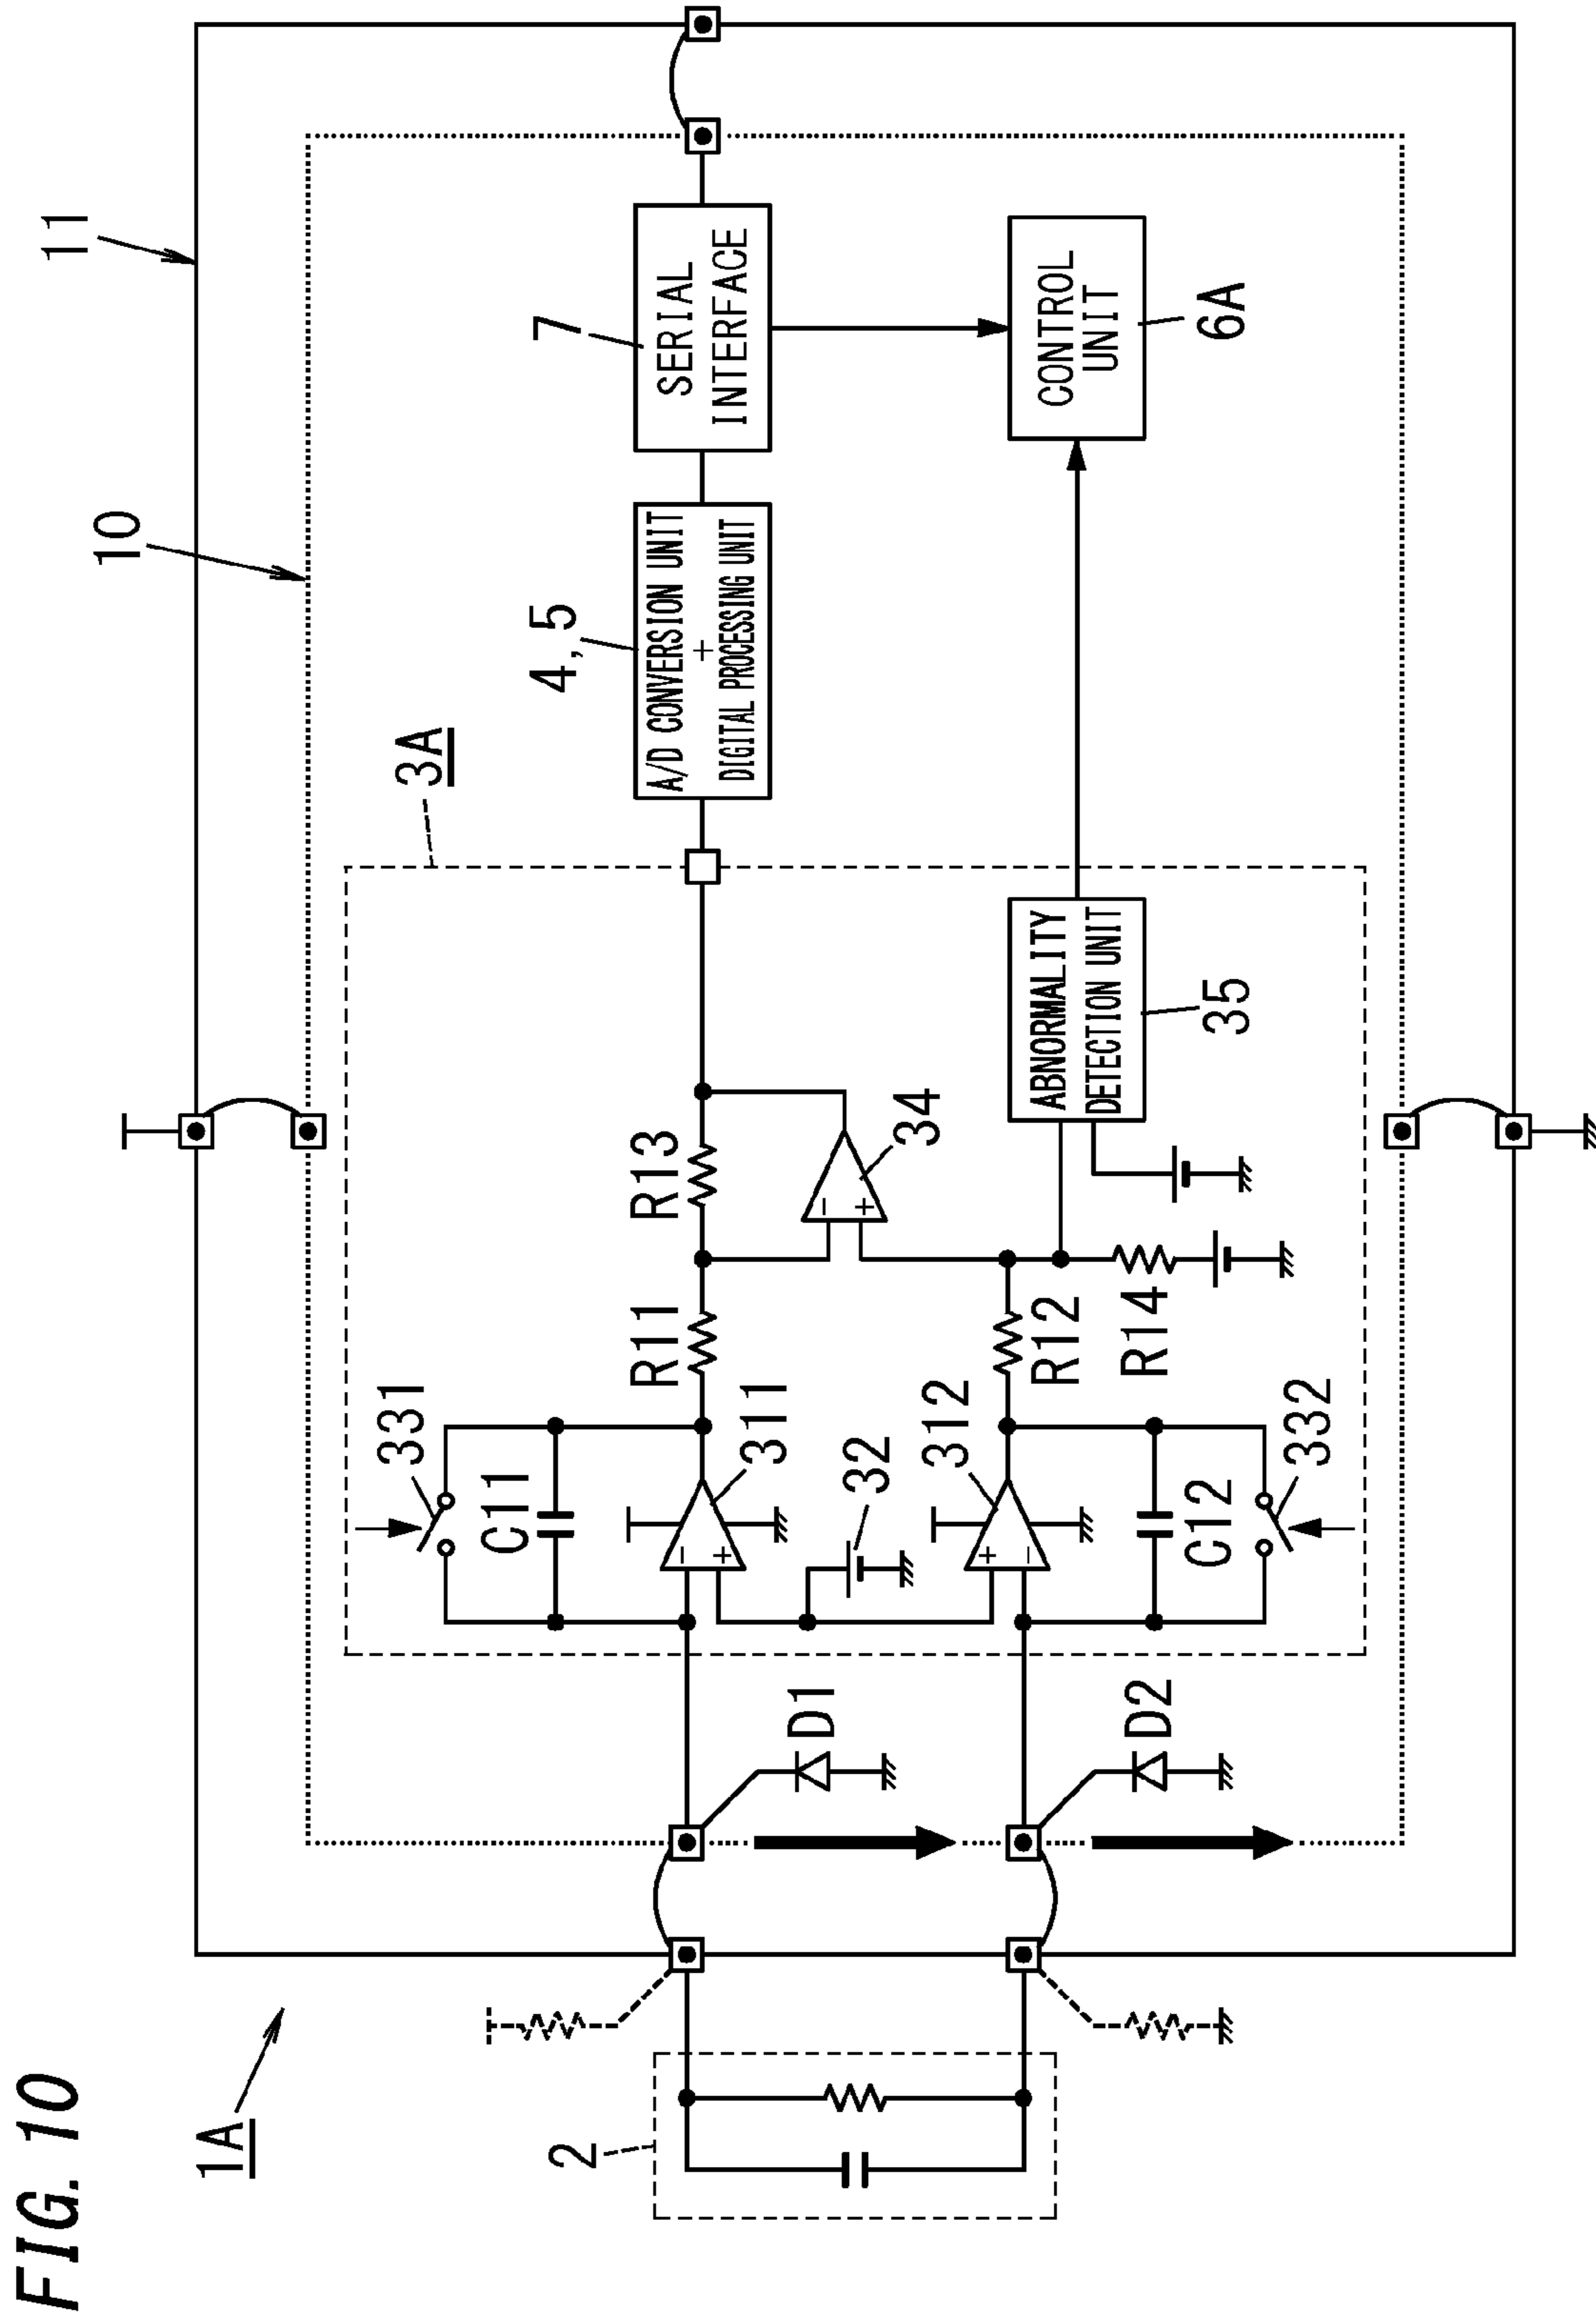 FIG. 10
1A
11
10
3A
2
4, 5
A/D CONVERSION UNIT
+
DIGITAL PROCESSING UNIT
7
SERIAL
INTERFACE
CONTROL
UNIT
6A
331
C11
−
+
311
R11
R13
−
+
34
32
D1
D2
+
−
312
R12
R14
C12
332
ABNORMALITY
DETECTION UNIT
35